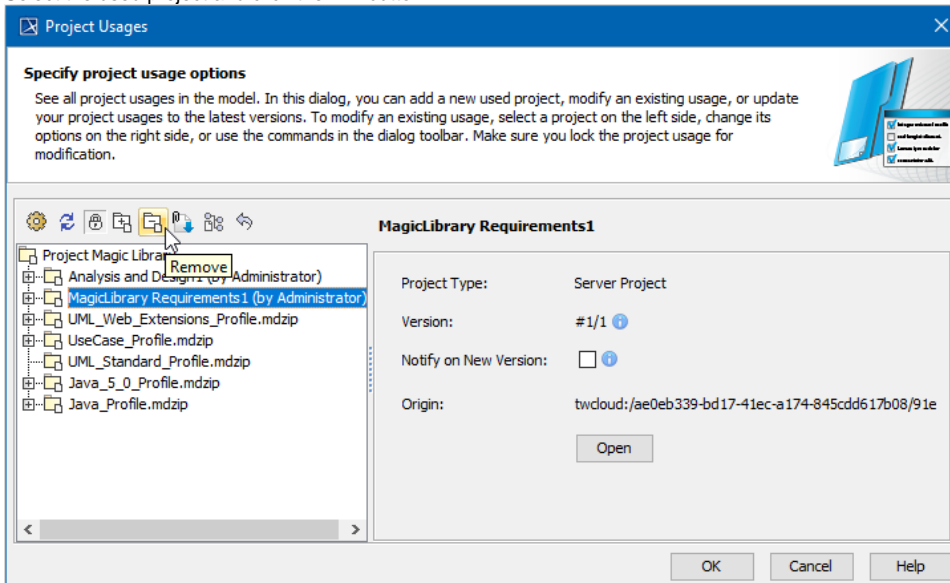 Project Usages
Specify project usage options
See all project usages in the model. In this dialog, you can add a new used project, modify an existing usage, or update
your project usages to the latest versions. To modify an existing usage, select a project on the left side, change its
options on the right side, or use the commands in the dialog toolbar. Make sure you lock the project usage for
modification.
MagicLibrary Requirements1
Project Magic Librar
Remove
Analysis and Design1 (by Administrator)
MagicLibrary Requirements1 (by Administrator)
UML_Web_Extensions_Profile.mdzip
UseCase_Profile.mdzip
UML_Standard_Profile.mdzip
Java_5_0_Profile.mdzip
Java_Profile.mdzip
Project Type: Server Project
Version: #1/1
Notify on New Version:
Origin: twcloud:/ae0eb339-bd17-41ec-a174-845cdd617b08/91e
Open
OK Cancel Help